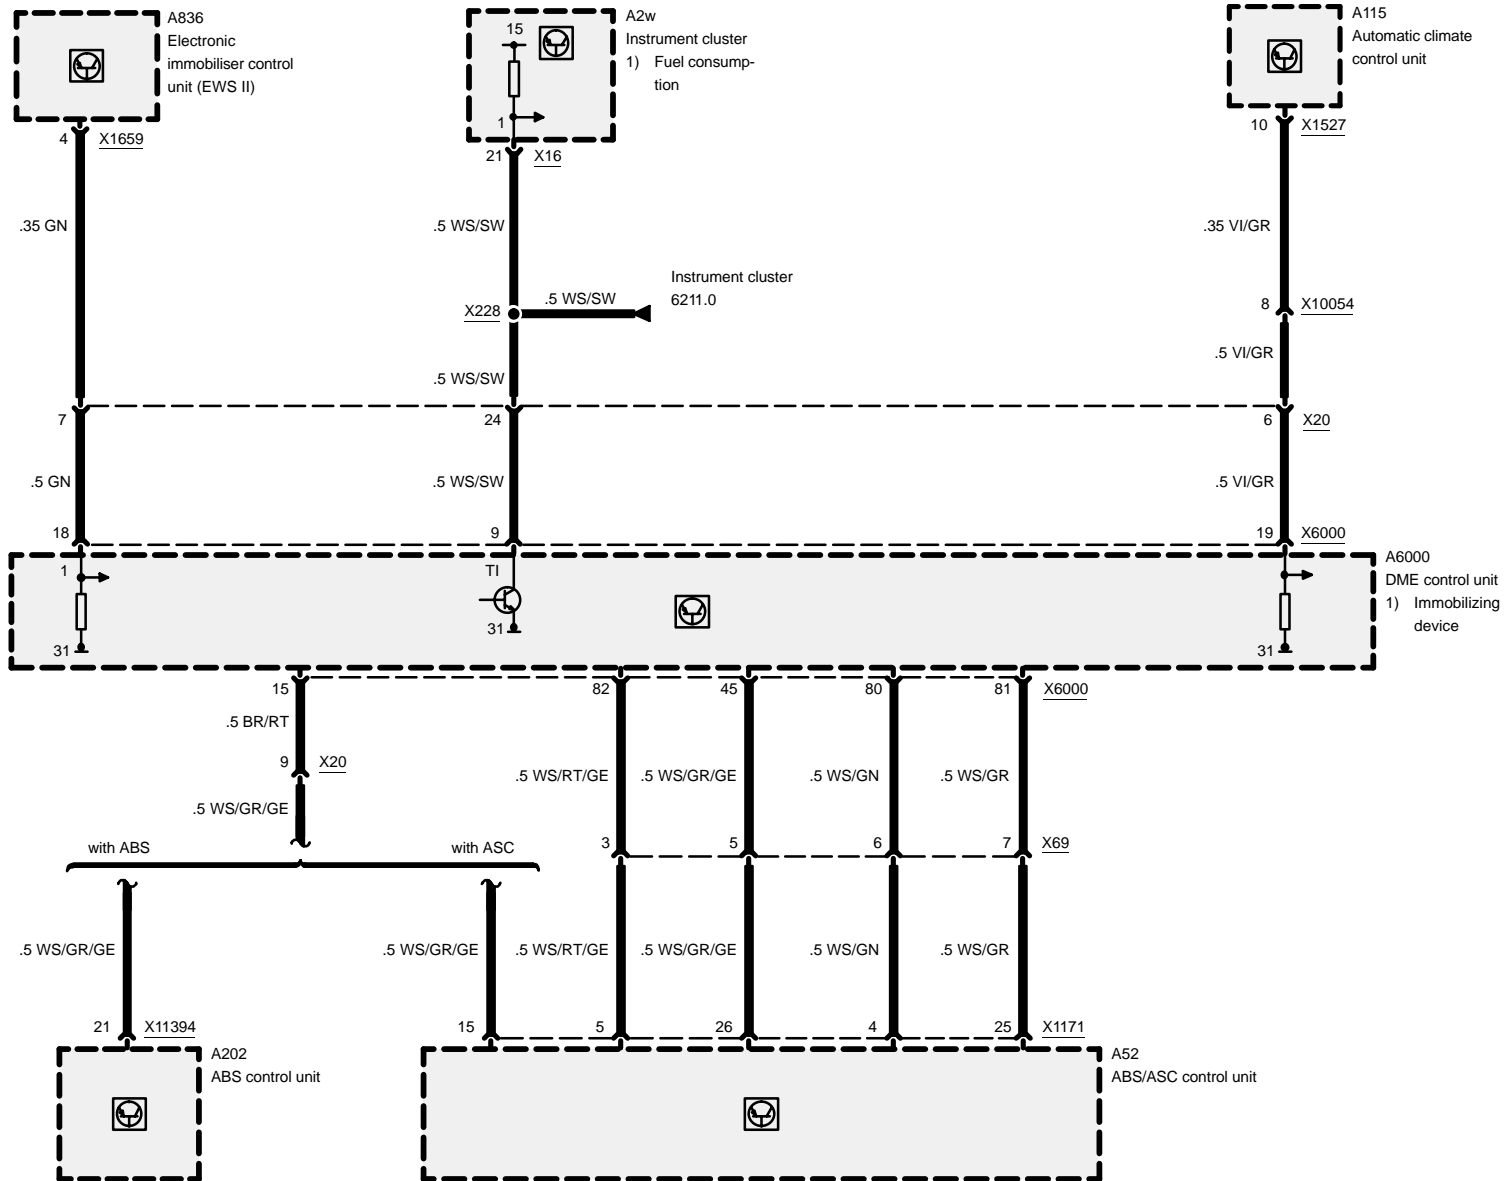 A836
Electronic
immobiliser control
unit (EWS II)
15
1
A2w
Instrument cluster
1) Fuel consump-
tion
A115
Automatic climate
control unit
4 X1659
21 X16
10 X1527
.35 GN
.5 WS/SW
.35 VI/GR
Instrument cluster
6211.0
X228
.5 WS/SW
8 X10054
.5 WS/SW
.5 VI/GR
7
24
6 X20
.5 GN
.5 WS/SW
.5 VI/GR
18
9
19 X6000
1
31
TI
31
31
A6000
DME control unit
1) Immobilizing
device
15
82
45
80
81 X6000
.5 BR/RT
9 X20
.5 WS/RT/GE
.5 WS/GR/GE
.5 WS/GN
.5 WS/GR
.5 WS/GR/GE
with ABS
with ASC
3
5
6
7 X69
.5 WS/GR/GE
.5 WS/GR/GE
.5 WS/RT/GE
.5 WS/GR/GE
.5 WS/GN
.5 WS/GR
21 X11394
15
5
26
4
25 X1171
A202
ABS control unit
A52
ABS/ASC control unit